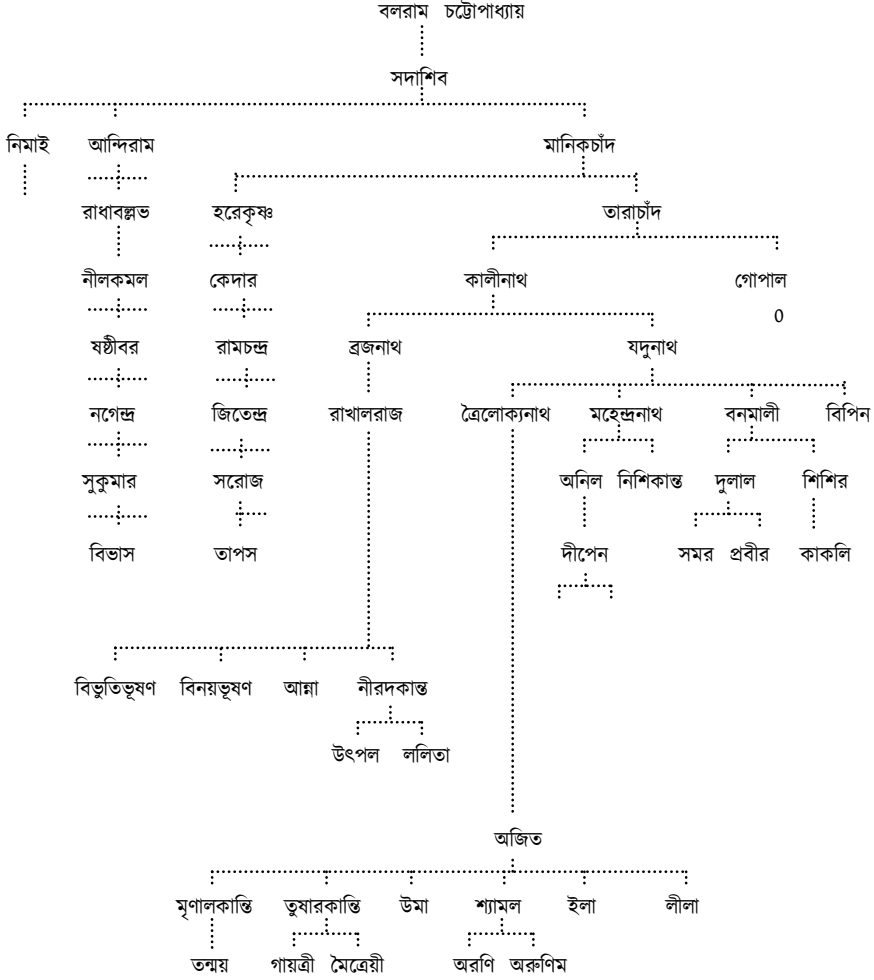 বলরাম চট্টোপাধ্যায়
সদাশিব
নিমাই আন্দিরাম মানিকচাঁদ
রাধাবল্লভ হরেকৃষ্ণ তারাচাঁদ
নীলকমল কেদার কালীনাথ গোপাল
0
ষষ্ঠীবর রামচন্দ্র ব্রজনাথ যদুনাথ
নগেন্দ্র জিতেন্দ্র রাখালরাজ ত্রৈলোক্যনাথ মহেন্দ্রনাথ বনমালী বিপিন
সুকুমার সরোজ অনিল নিশিকান্ত দুলাল শিশির
বিভাস তাপস দীপেন সমর প্রবীর কাকলি
বিভুতিভূষণ বিনয়ভূষণ আন্না নীরদকান্ত
উৎপল ললিতা
অজিত
মৃণালকান্তি তুষারকান্তি উমা শ্যামল ইলা লীলা
তন্ময় গায়ত্রী মৈত্রেয়ী অরণি অরুণিম